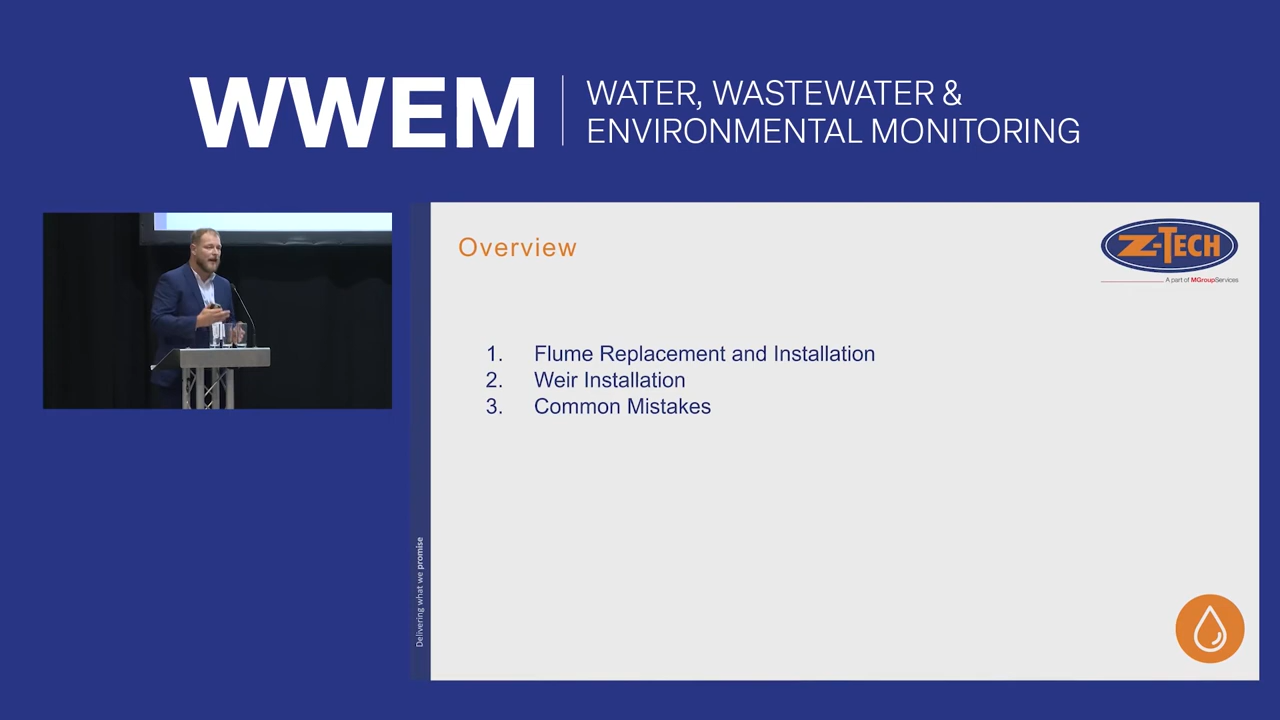 WWEM
WATER, WASTEWATER &
ENVIRONMENTAL MONITORING
Overview
Z-TECH
A part of MGroupServices
1. Flume Replacement and Installation
2. Weir Installation
3. Common Mistakes
Delivering what we promise